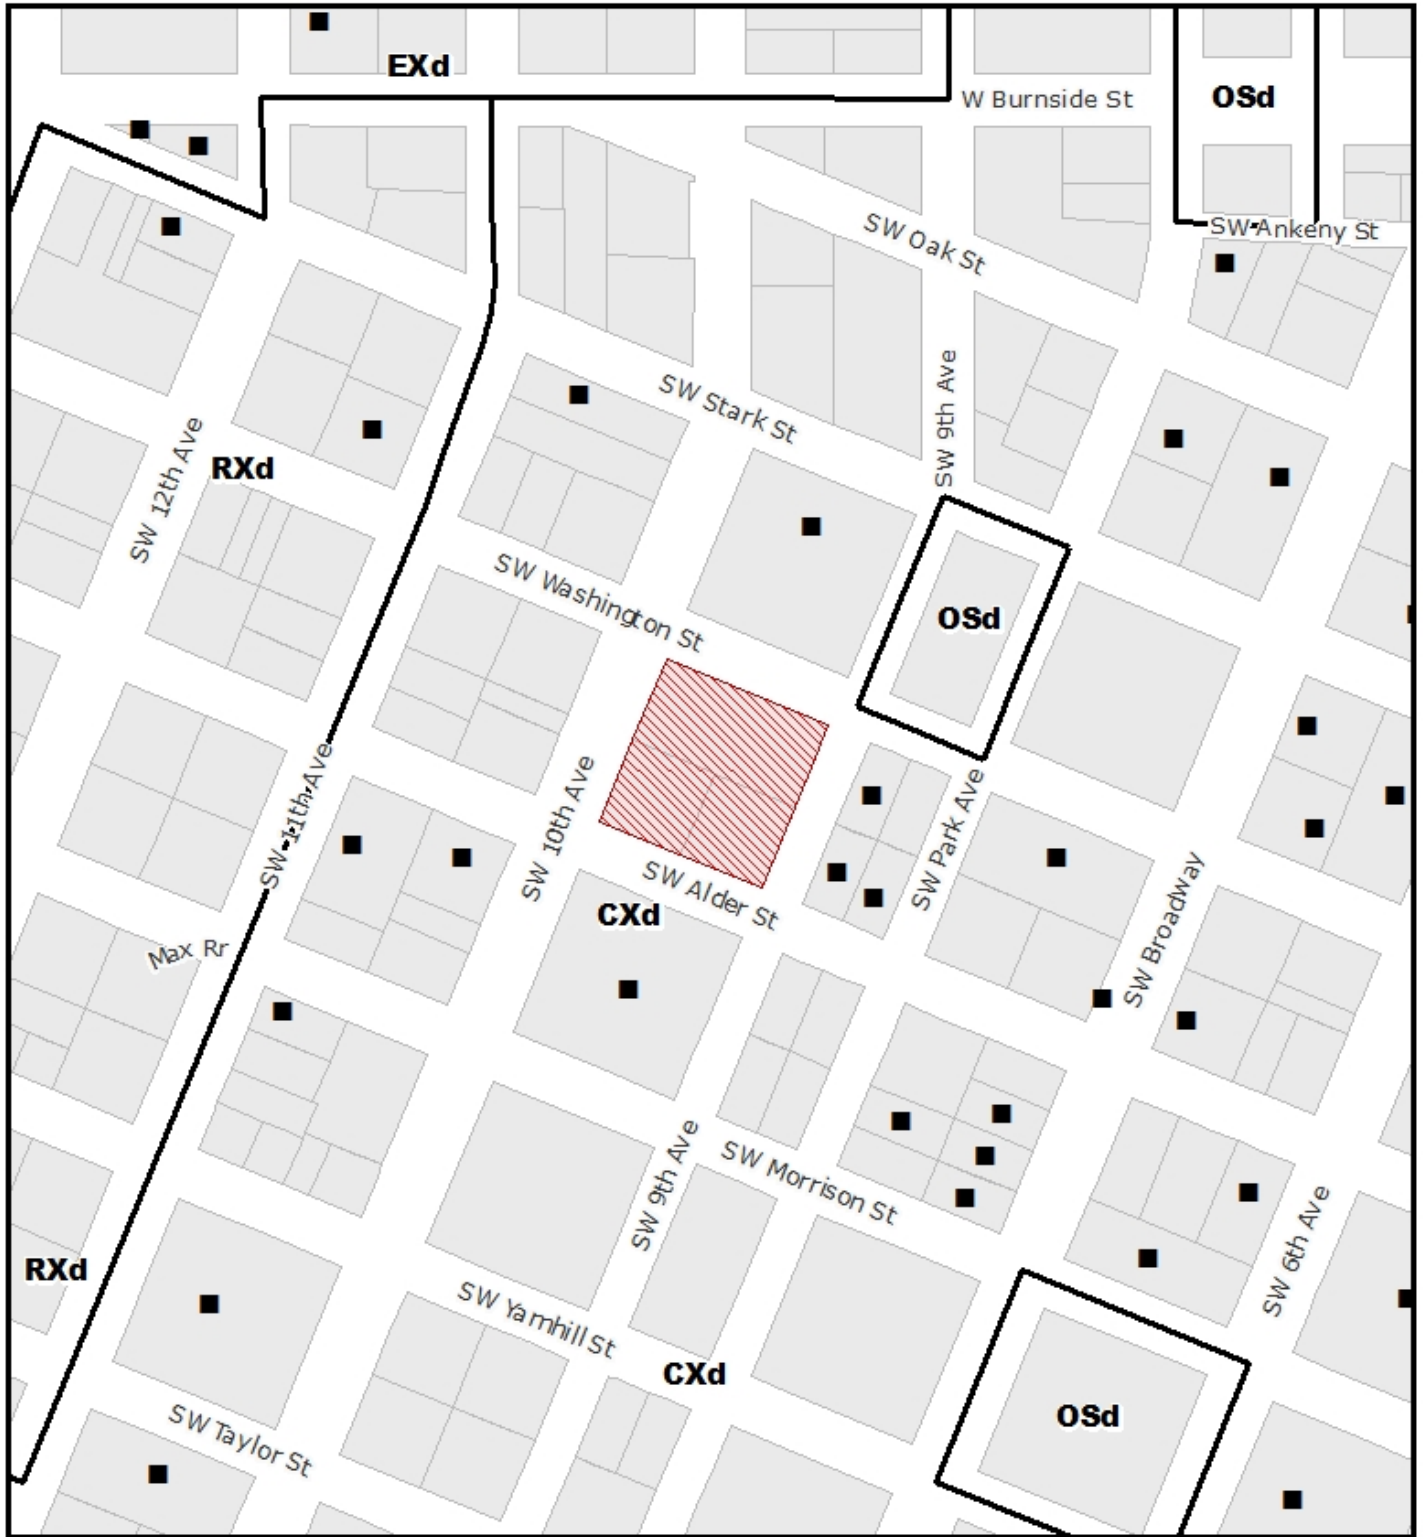 EXd
W Burnside St
OSd
SW Ankeny St
SW Oak St
SW Stark St
SW 9th Ave
SW 12th Ave
RXd
SW Washington St
OSd
SW 11th Ave
SW 10th Ave
SW Park Ave
SW Alder St
CXd
SW Broadway
Max Rr
SW 9th Ave
SW Morrison St
SW 6th Ave
RXd
SW Yamhill St
CXd
OSd
SW Taylor St